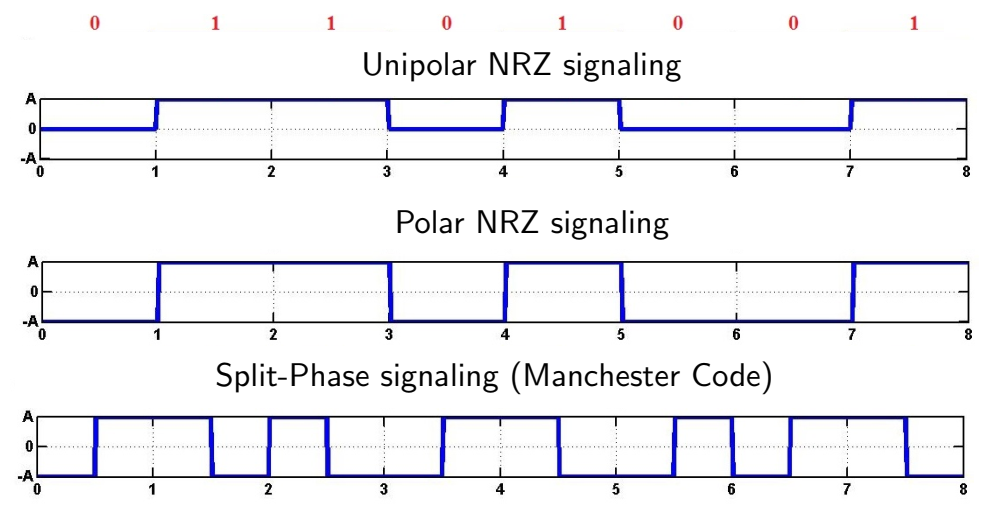 0 1 1 0 1 0 0 1
Unipolar NRZ signaling
A
0
-A
0 1 2 3 4 5 6 7 8
Polar NRZ signaling
A
0
-A
0 1 2 3 4 5 6 7 8
Split-Phase signaling (Manchester Code)
A
0
-A
0 1 2 3 4 5 6 7 8